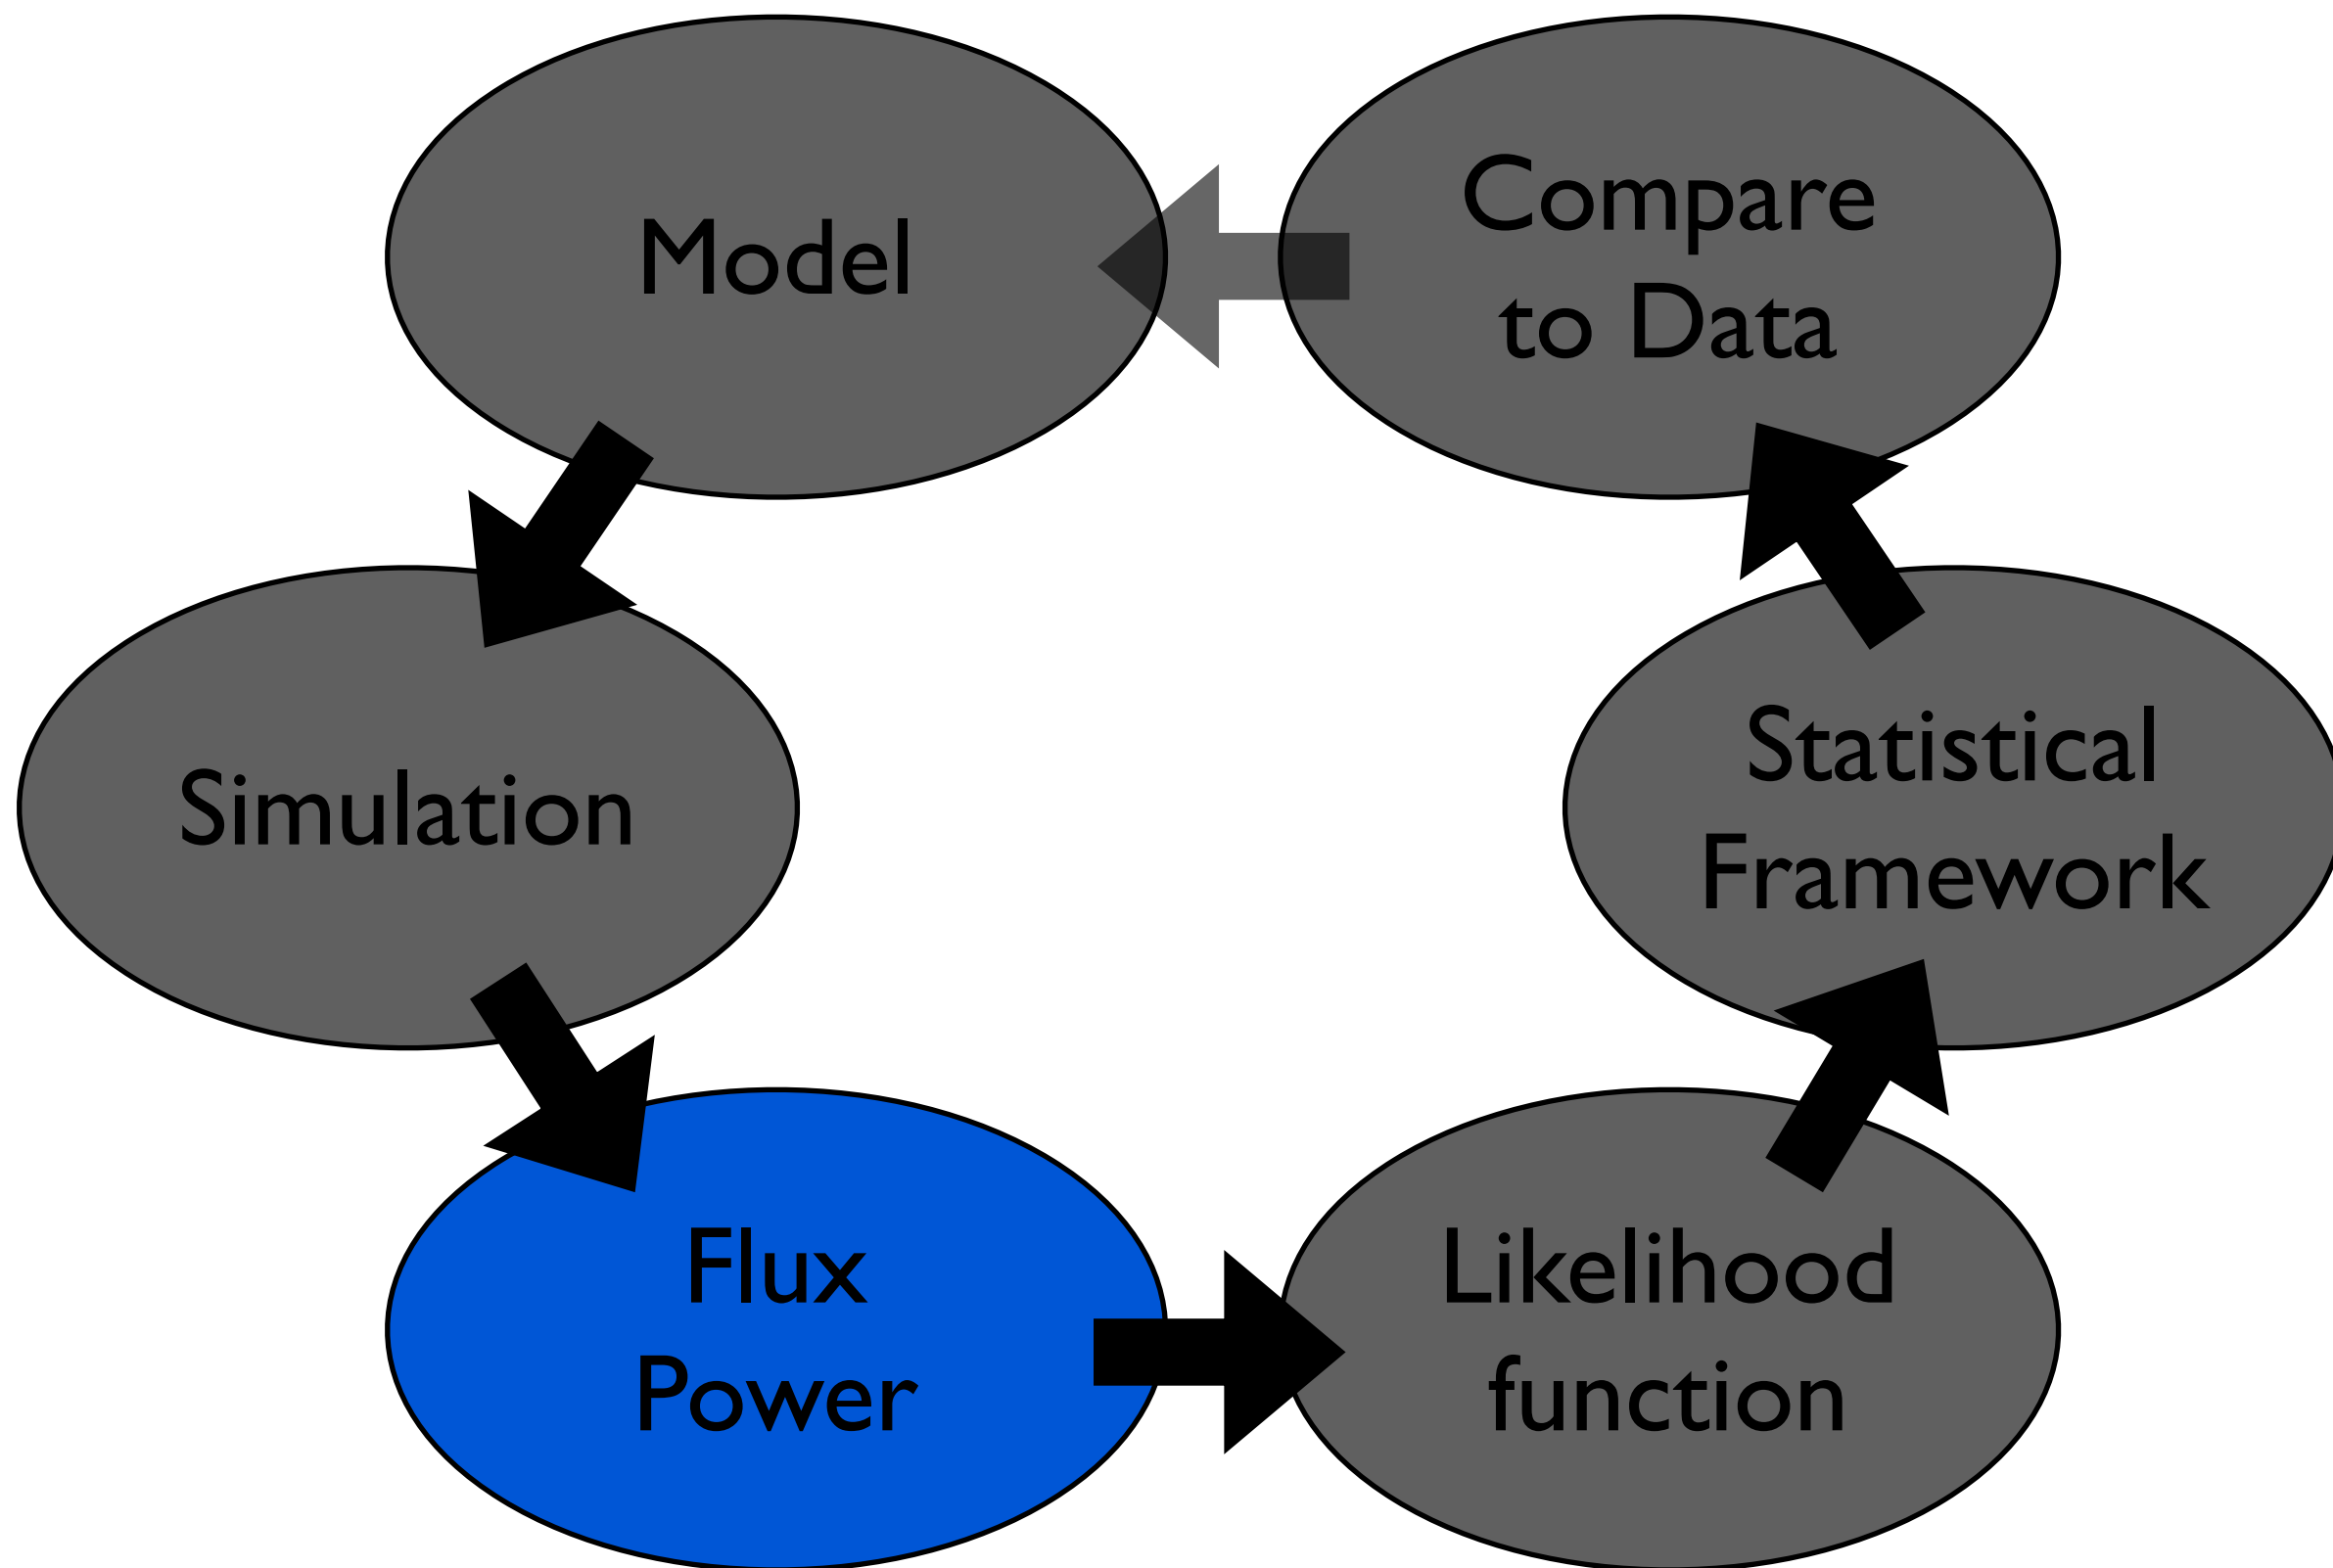 Model
Compare
to Data
Simulation
Statistical
Framework
Flux
Power
Likelihood
function